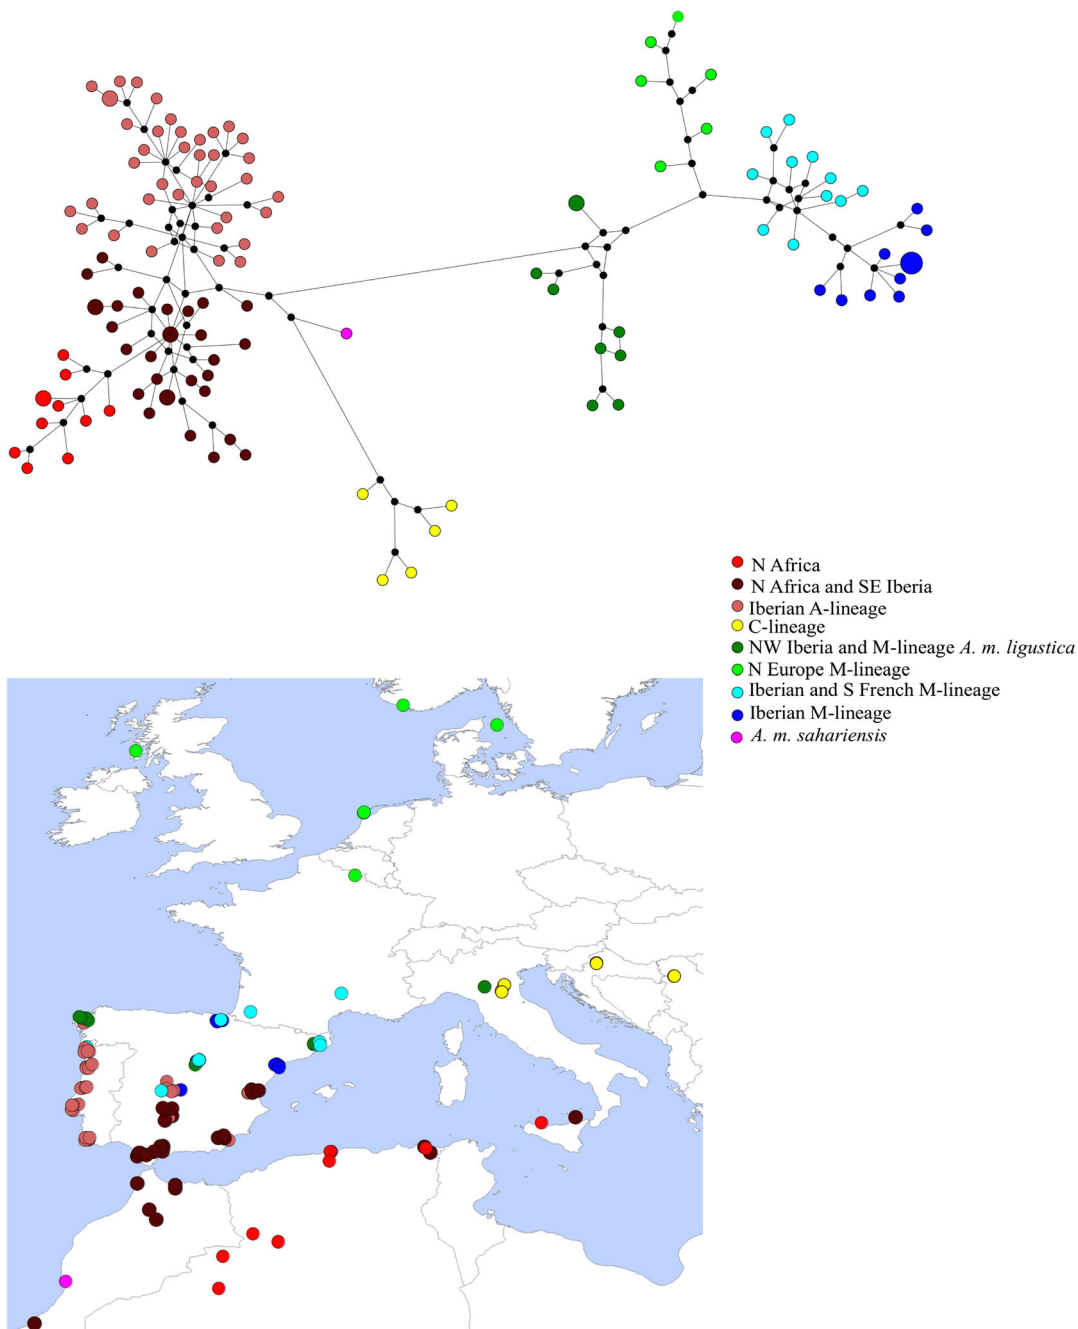 N Africa
N Africa and SE Iberia
Iberian A-lineage
C-lineage
NW Iberia and M-lineage A. m. ligustica
N Europe M-lineage
Iberian and S French M-lineage
Iberian M-lineage
A. m. sahariensis